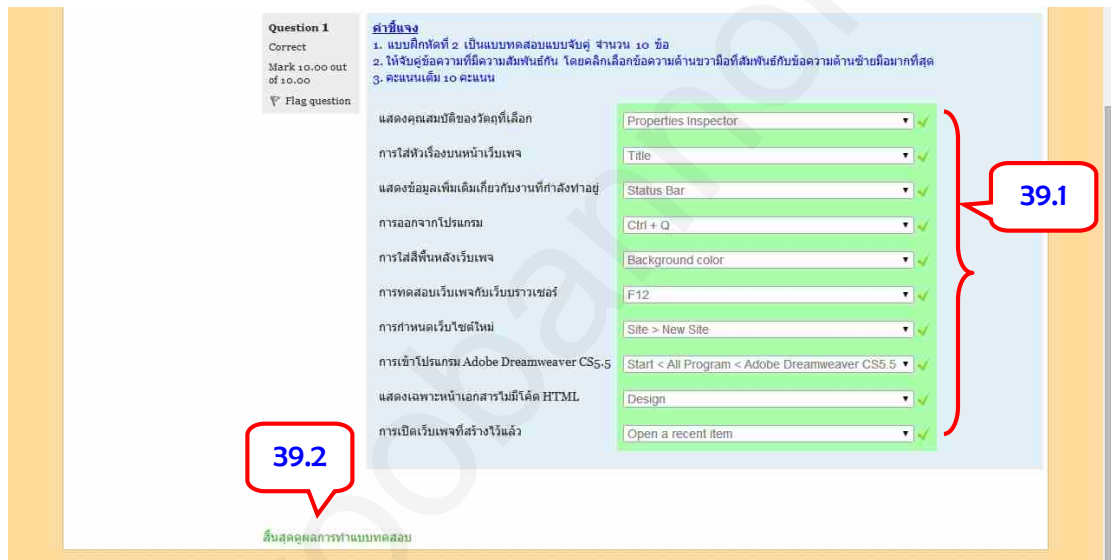 Question 1
Correct
Mark 10.00 out
of 10.00
Flag question
คำชี้แจง
1. แบบฝึกหัดที่ 2 เป็นแบบทดสอบแบบจับคู่ จำนวน 10 ข้อ
2. ให้จับคู่ข้อความที่มีความสัมพันธ์กัน โดยคลิกเลือกข้อความด้านขวามือที่สัมพันธ์กับข้อความด้านซ้ายมือมากที่สุด
3. คะแนนเต็ม 10 คะแนน
แสดงคุณสมบัติของวัตถุที่เลือก Properties Inspector
การใส่หัวเรื่องบนหน้าเว็บเพจ Title
แสดงข้อมูลเพิ่มเติมเกี่ยวกับงานที่กำลังทำอยู่ Status Bar
39.1
การออกจากโปรแกรม Ctrl + Q
การใส่สีพื้นหลังเว็บเพจ Background color
การทดสอบเว็บเพจกับเว็บบราวเซอร์ F12
การกำหนดเว็บไซต์ใหม่ Site > New Site
การเข้าโปรแกรม Adobe Dreamweaver CS5.5 Start < All Program < Adobe Dreamweaver CS5.5
แสดงเฉพาะหน้าเอกสารไม่มีโค้ด HTML Design
การเปิดเว็บเพจที่สร้างไว้แล้ว Open a recent item
39.2
สิ้นสุดดูผลการทำแบบทดสอบ